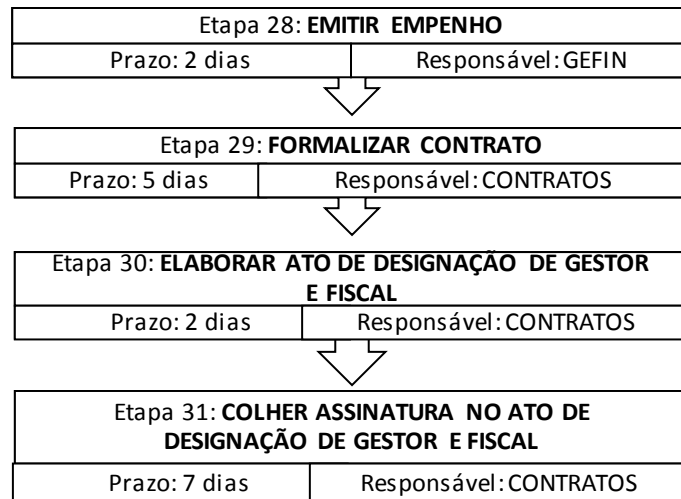 Etapa 28: EMITIR EMPENHO
Prazo: 2 dias Responsável: GEFIN
Etapa 29: FORMALIZAR CONTRATO
Prazo: 5 dias Responsável: CONTRATOS
Etapa 30: ELABORAR ATO DE DESIGNAÇÃO DE GESTOR
E FISCAL
Prazo: 2 dias Responsável: CONTRATOS
Etapa 31: COLHER ASSINATURA NO ATO DE
DESIGNAÇÃO DE GESTOR E FISCAL
Prazo: 7 dias Responsável: CONTRATOS